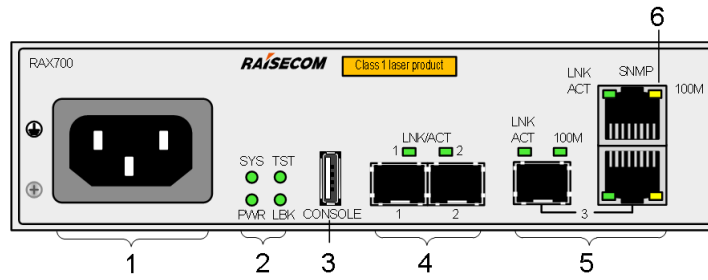 6
RAX700
RAISECOM
Class 1 laser product
LNK
ACT
SNMP
100M
LNK/ACT
1
2
LNK
ACT
100M
SYS TST
PWR LBK
CONSOLE
1
2
3
1
2
3
4
5